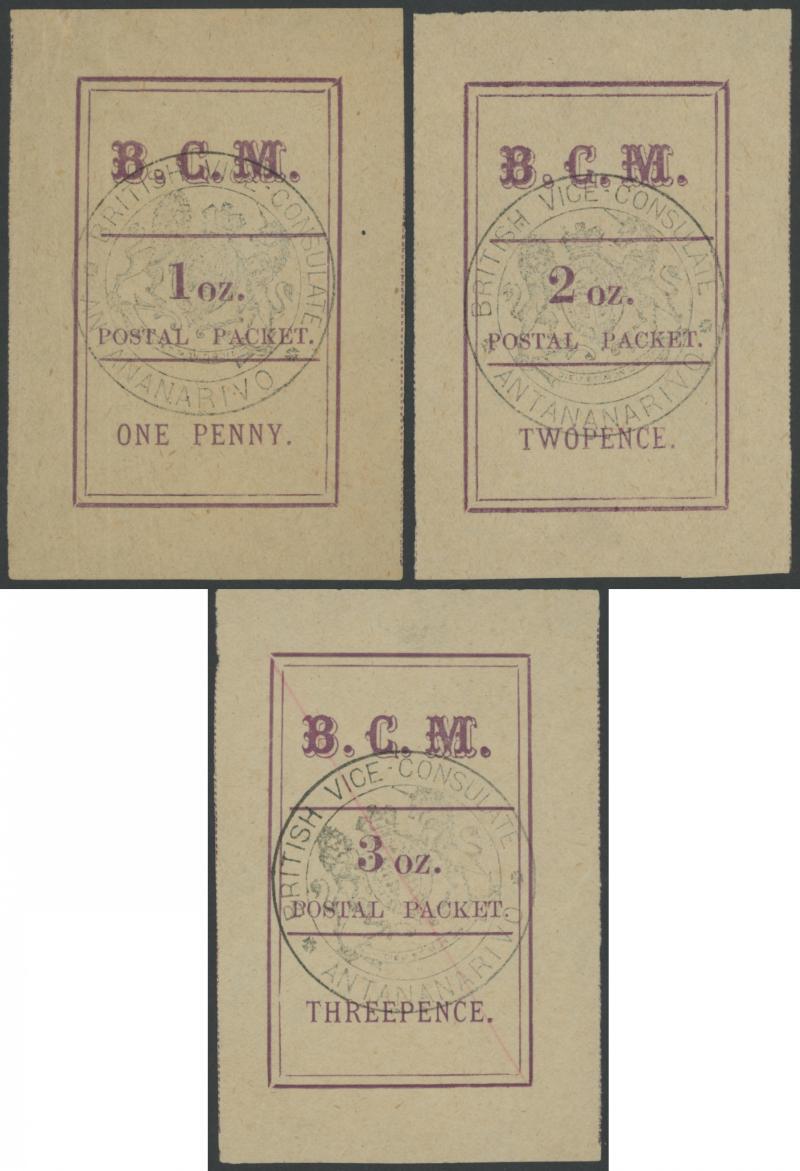 B. C. M.
BRITISH VICE-CONSULATE
1 oz.
POSTAL PACKET.
ANTANANARIVO
ONE PENNY.
B. C. M.
BRITISH VICE-CONSULATE
2 oz.
POSTAL PACKET.
ANTANANARIVO
TWOPENCE.
B. C. M.
BRITISH VICE-CONSULATE
3 oz.
POSTAL PACKET.
ANTANANARIVO
THREEPENCE.